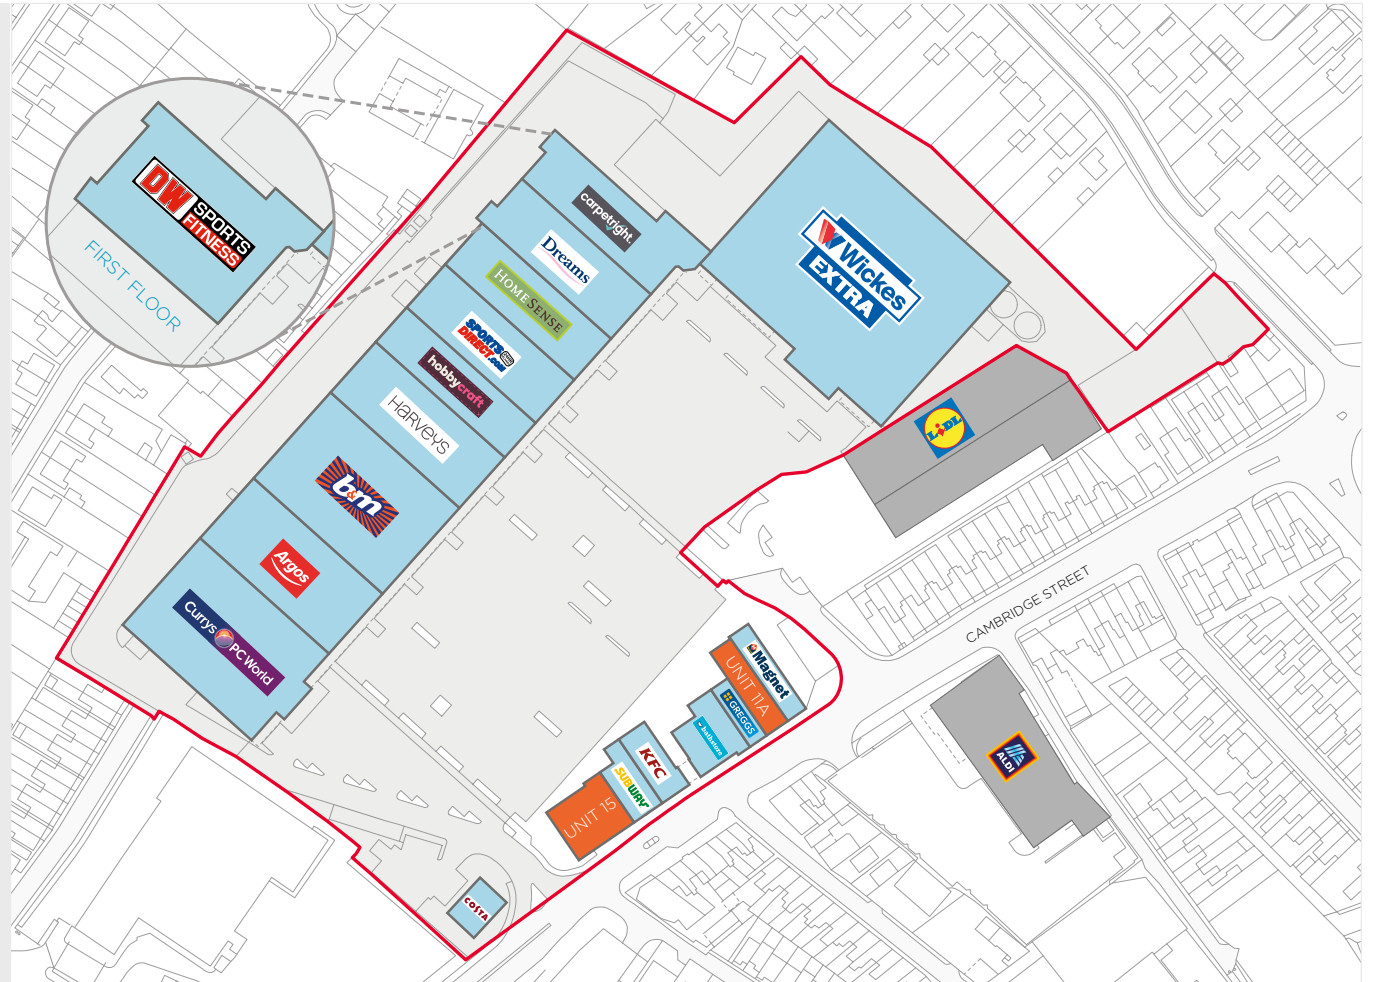 DW
SPORTS
FITNESS
FIRST FLOOR
carpetright
Dreams
HOMESENSE
SPORTS
DIRECT.COM
hobbycraft
HARVEYS
b&m
Argos
Currys
PC World
Wickes
EXTRA
LIDL
CAMBRIDGE STREET
Magnet
UNIT 11A
GREGGS
bathstore
KFC
SUBWAY
UNIT 15
COSTA
ALDI